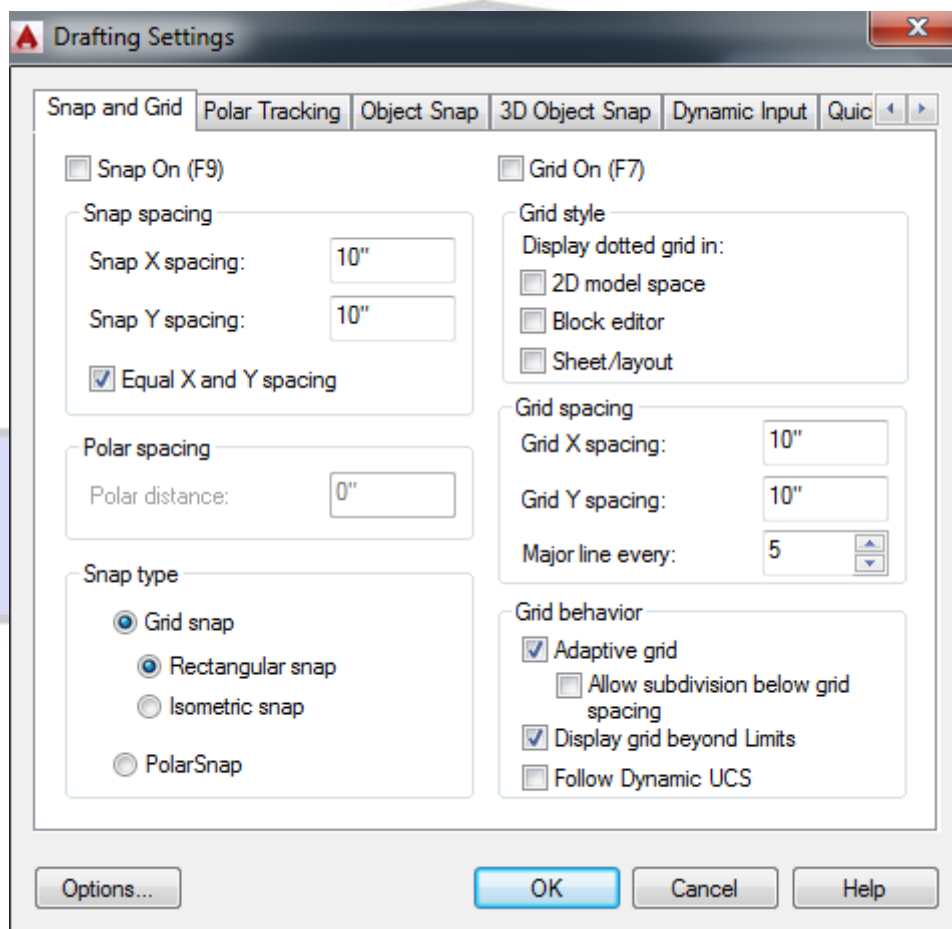 Drafting Settings
Snap and Grid Polar Tracking Object Snap 3D Object Snap Dynamic Input Quic
Snap On (F9)
Snap spacing
Snap X spacing: 10"
Snap Y spacing: 10"
Equal X and Y spacing
Polar spacing
Polar distance: 0"
Snap type
Grid snap
Rectangular snap
Isometric snap
PolarSnap
Grid On (F7)
Grid style
Display dotted grid in:
2D model space
Block editor
Sheet/layout
Grid spacing
Grid X spacing: 10"
Grid Y spacing: 10"
Major line every: 5
Grid behavior
Adaptive grid
Allow subdivision below grid
spacing
Display grid beyond Limits
Follow Dynamic UCS
Options... OK Cancel Help